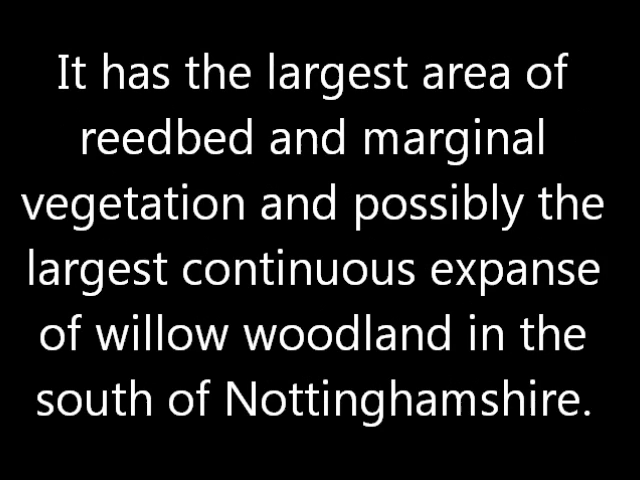 It has the largest area of
reedbed and marginal
vegetation and possibly the
largest continuous expanse
of willow woodland in the
south of Nottinghamshire.